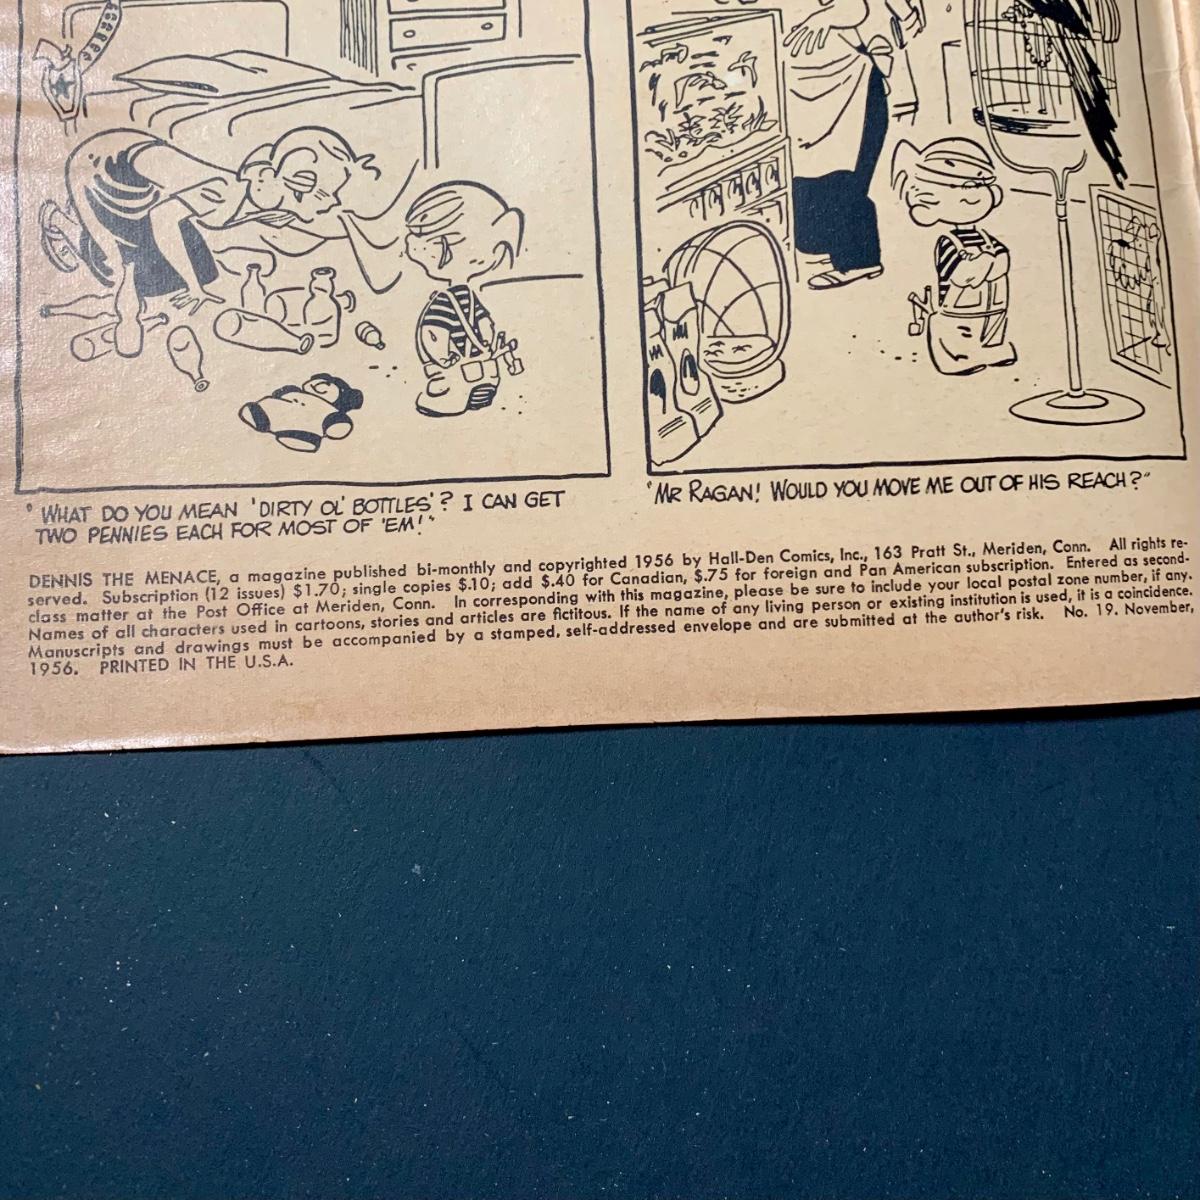 "WHAT DO YOU MEAN 'DIRTY OL' BOTTLES'? I CAN GET
TWO PENNIES EACH FOR MOST OF 'EM!"
"MR RAGAN! WOULD YOU MOVE ME OUT OF HIS REACH?"
DENNIS THE MENACE, a magazine published bi-monthly and copyrighted 1956 by Hall-Den Comics, Inc., 163 Pratt St., Meriden, Conn. All rights re-
served. Subscription (12 issues) $1.70; single copies $.10; add $.40 for Canadian, $.75 for foreign and Pan American subscription. Entered as second-
class matter at the Post Office at Meriden, Conn. In corresponding with this magazine, please be sure to include your local postal zone number, if any.
Names of all characters used in cartoons, stories and articles are fictitous. If the name of any living person or existing institution is used, it is a coincidence.
Manuscripts and drawings must be accompanied by a stamped, self-addressed envelope and are submitted at the author's risk. No. 19. November,
1956. PRINTED IN THE U.S.A.